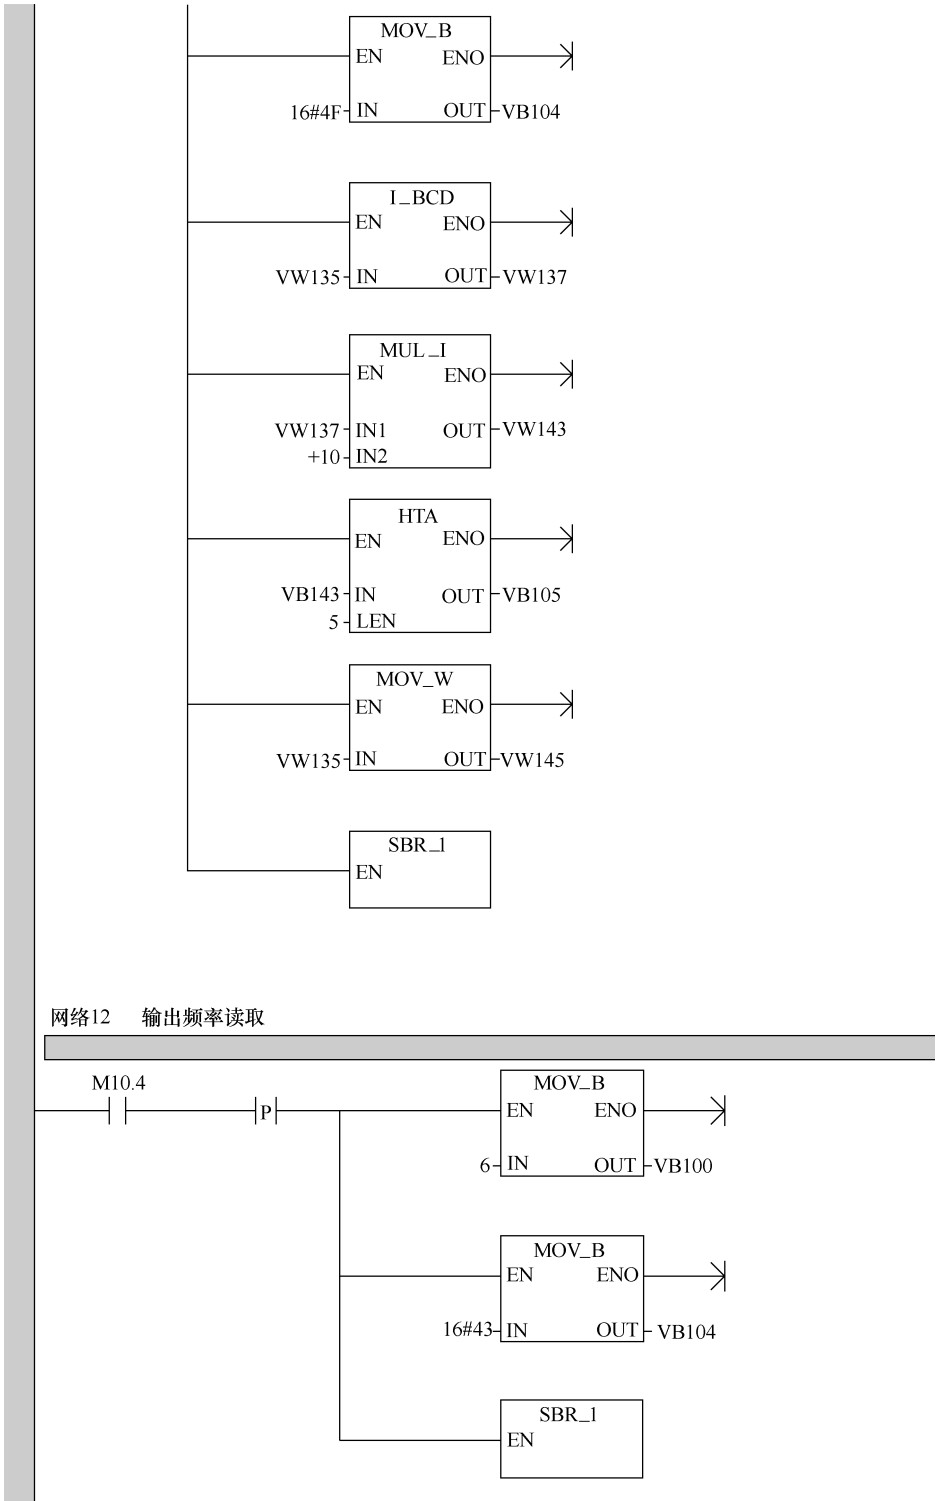 MOV_B
EN ENO
16#4F IN OUT VB104
I_BCD
EN ENO
VW135 IN OUT VW137
MUL_I
EN ENO
VW137 IN1 OUT VW143
+10 IN2
HTA
EN ENO
VB143 IN OUT VB105
5 LEN
MOV_W
EN ENO
VW135 IN OUT VW145
SBR_1
EN
网络12 输出频率读取
M10.4 P
MOV_B
EN ENO
6 IN OUT VB100
MOV_B
EN ENO
16#43 IN OUT VB104
SBR_1
EN